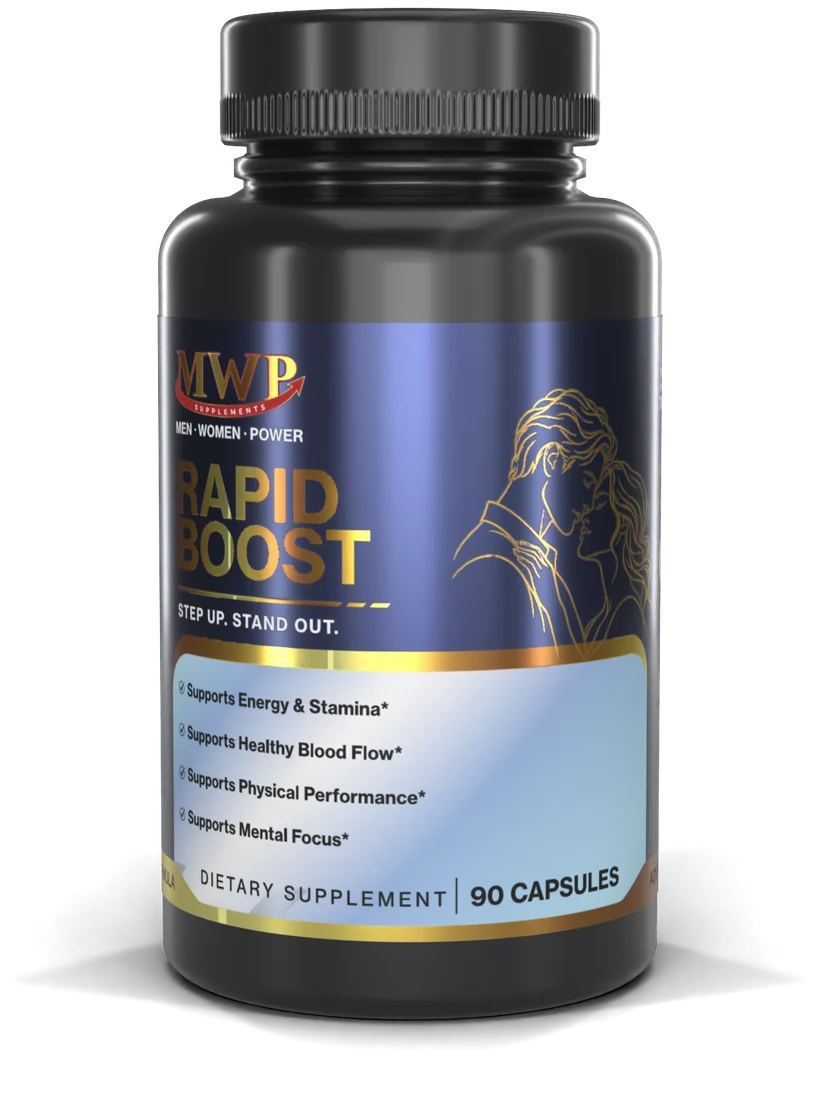 MWP
SUPPLEMENTS
MEN · WOMEN · POWER
RAPID
BOOST
STEP UP. STAND OUT.
Supports Energy & Stamina*
Supports Healthy Blood Flow*
Supports Physical Performance*
Supports Mental Focus*
DIETARY SUPPLEMENT | 90 CAPSULES